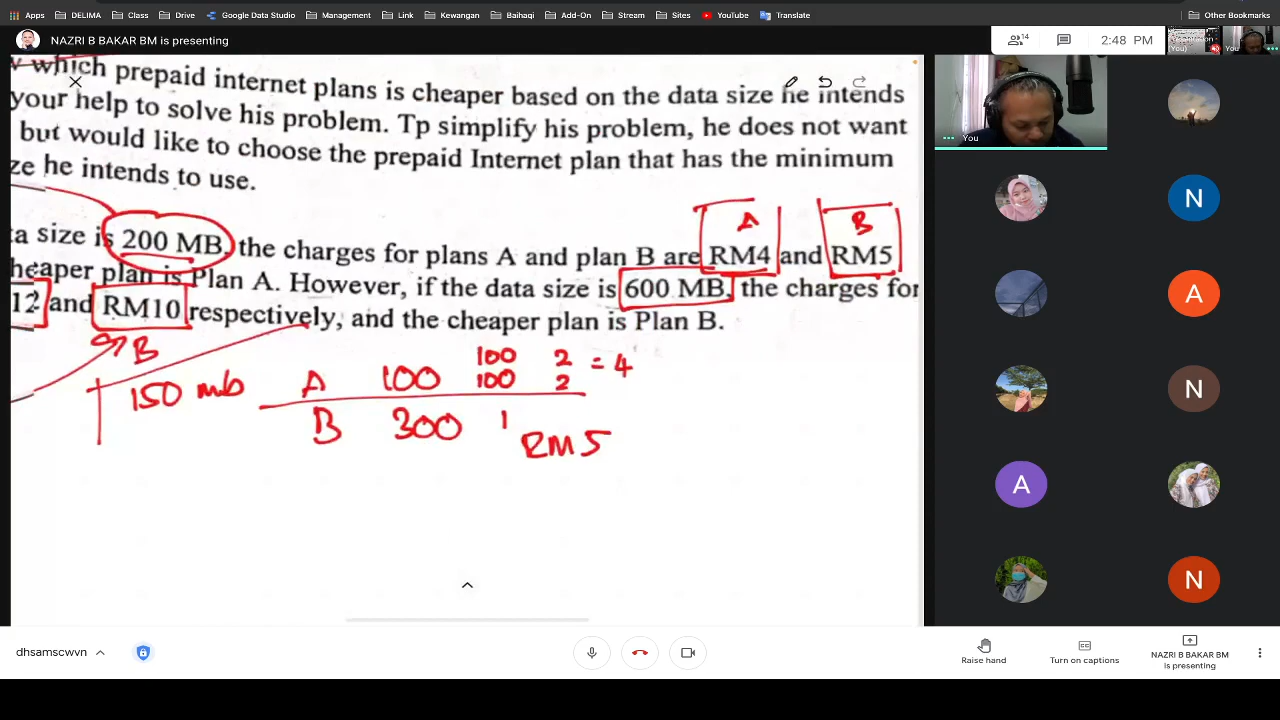 Apps DELIMA Class Drive Google Data Studio Management Link Kewangan Baihaqi Add-On Stream Sites YouTube Translate Other Bookmarks
NAZRI B BAKAR BM is presenting
14
2:48 PM
You
which prepaid internet plans is cheaper based on the data size he intends
your help to solve his problem. Tp simplify his problem, he does not want
but would like to choose the prepaid Internet plan that has the minimum
ze he intends to use.
A B
ta size is 200 MB, the charges for plans A and plan B are RM4 and RM5
heaper plan is Plan A. However, if the data size is 600 MB, the charges for
12 and RM10 respectively, and the cheaper plan is Plan B.
B
150 mb A 100 100 2 = 4
100 2
B 300 1 RM5
You
N
A
N
A
N
dhsamscwvn
Raise hand
Turn on captions
NAZRI B BAKAR BM
is presenting